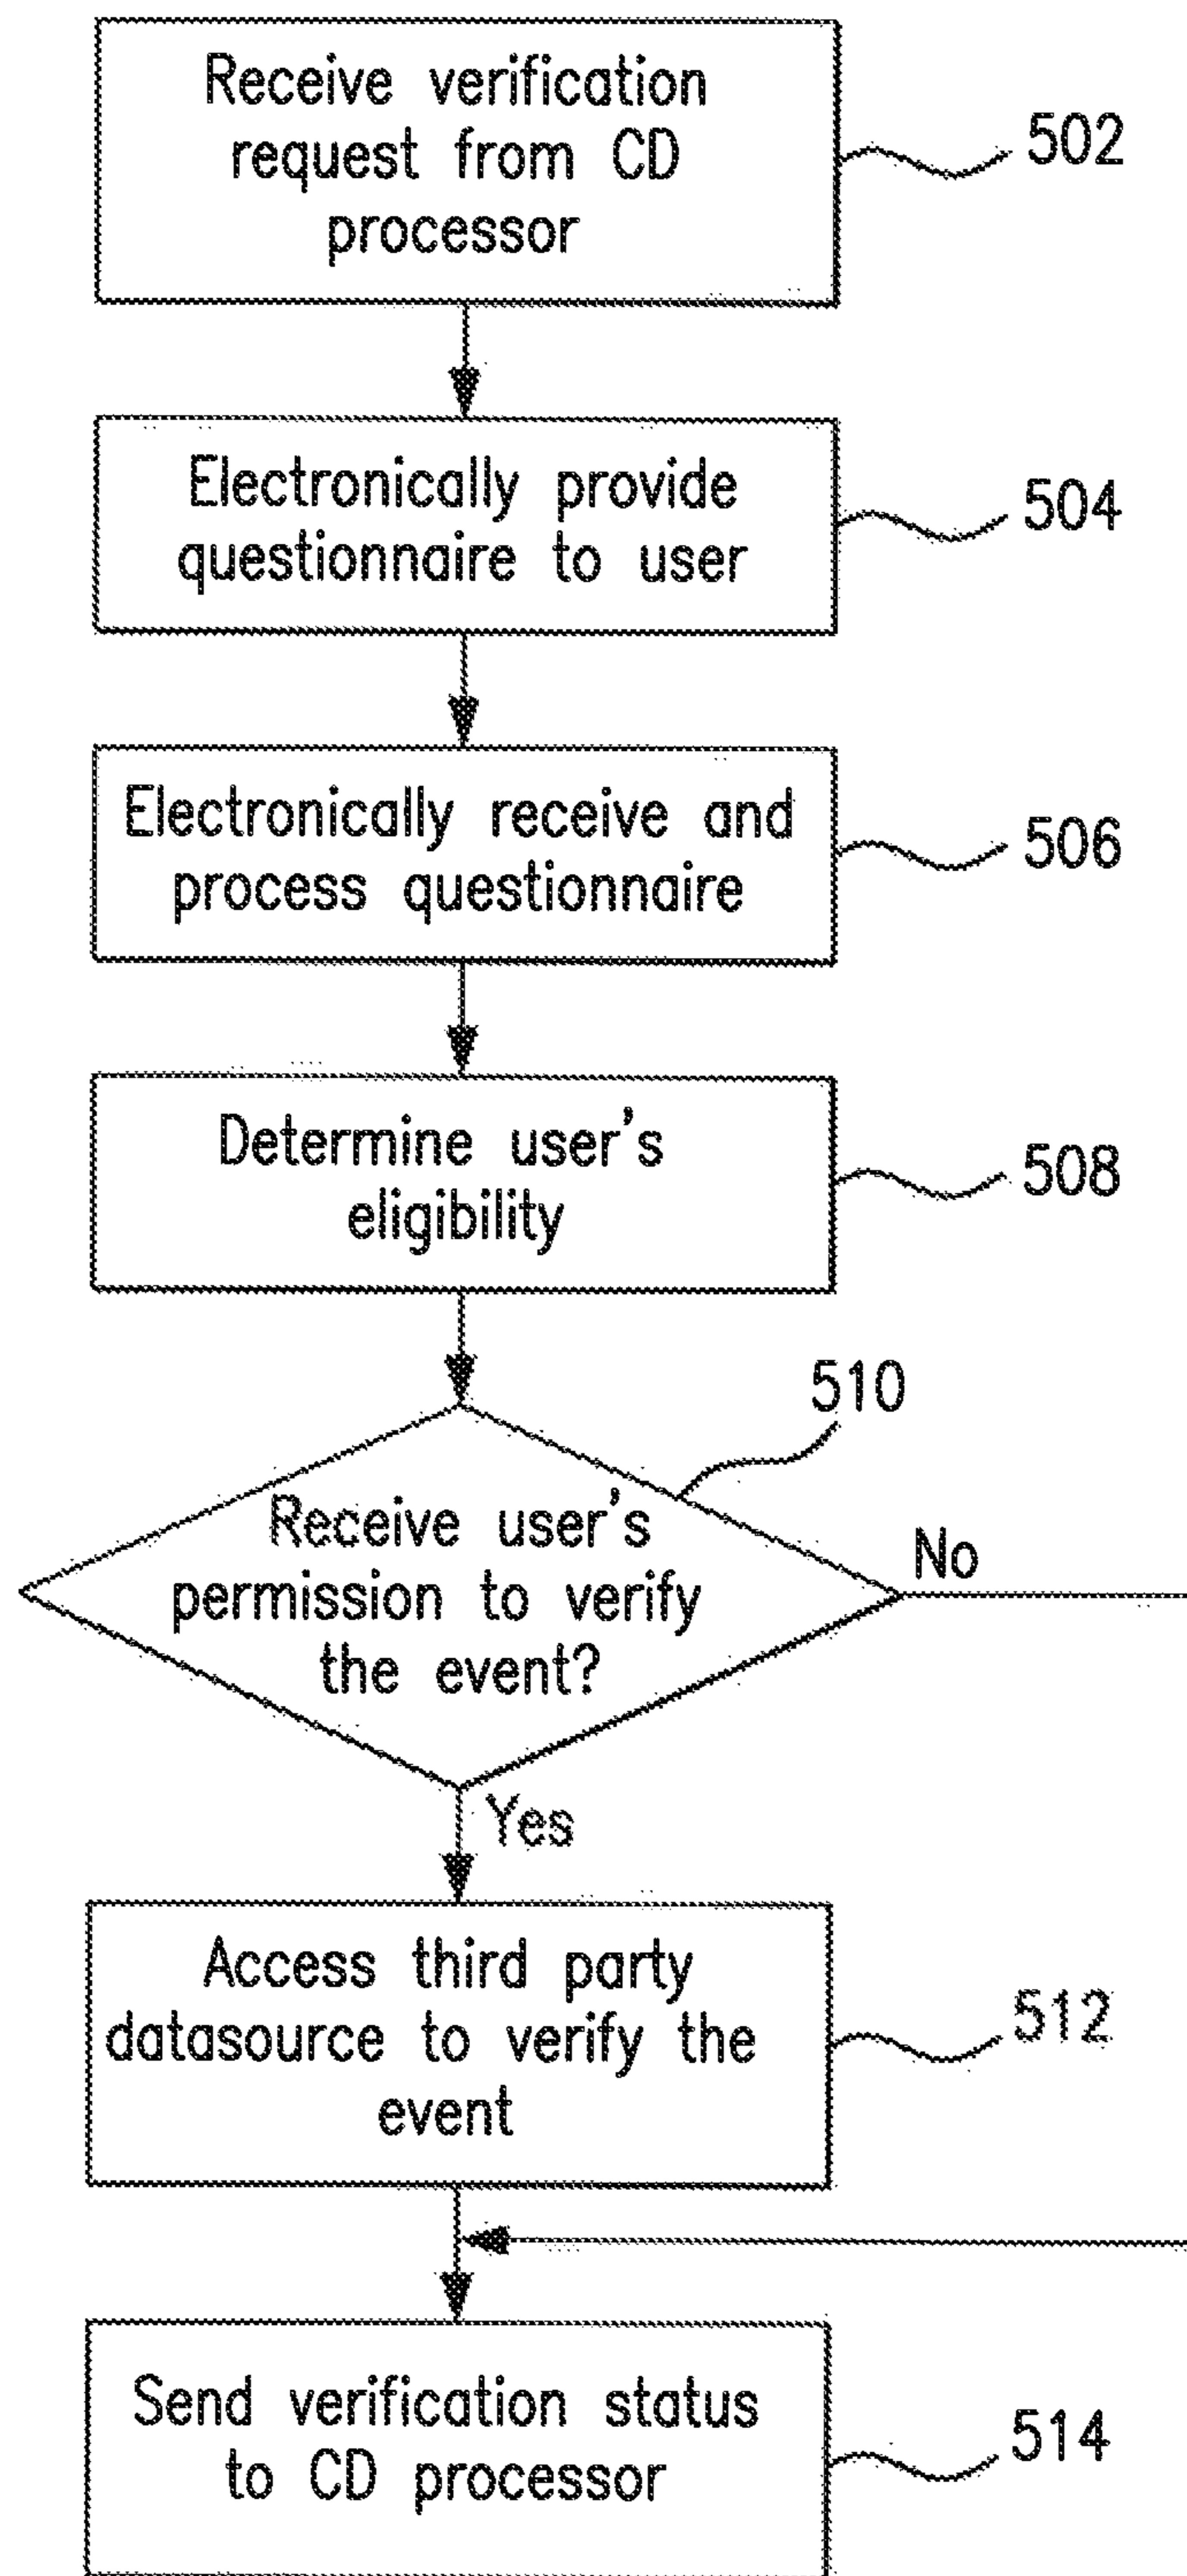 Receive verification
request from CD
processor
502
Electronically provide
questionnaire to user
504
Electronically receive and
process questionnaire
506
Determine user's
eligibility
508
510
Receive user's
permission to verify
the event?
No
Yes
Access third party
datasource to verify the
event
512
Send verification status
to CD processor
514